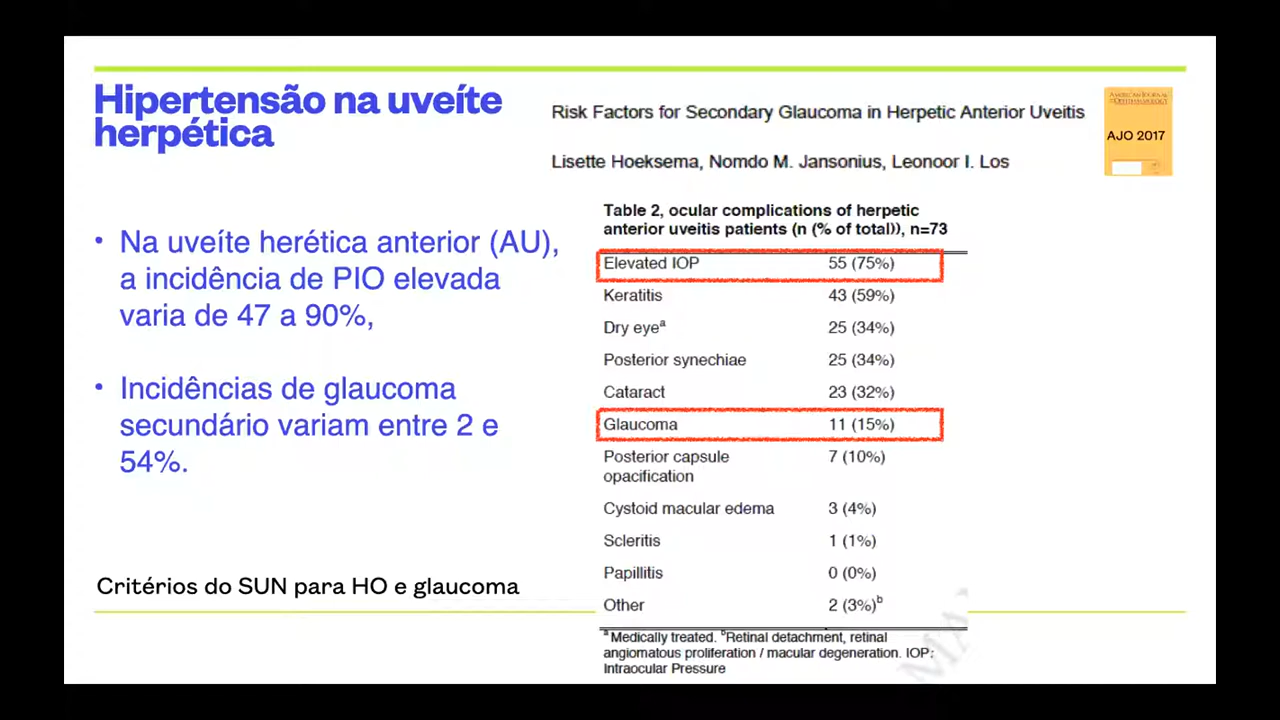 Hipertensão na uveíte
herpética
Risk Factors for Secondary Glaucoma in Herpetic Anterior Uveitis
Lisette Hoeksema, Nomdo M. Jansonius, Leonoor I. Los
AMERICAN JOURNAL
OF OPHTHALMOLOGY
AJO 2017
• Na uveíte herética anterior (AU),
a incidência de PIO elevada
varia de 47 a 90%,
• Incidências de glaucoma
secundário variam entre 2 e
54%.
Critérios do SUN para HO e glaucoma
Table 2, ocular complications of herpetic
anterior uveitis patients (n (% of total)), n=73
Elevated IOP 55 (75%)
Keratitis 43 (59%)
Dry eyeᵃ 25 (34%)
Posterior synechiae 25 (34%)
Cataract 23 (32%)
Glaucoma 11 (15%)
Posterior capsule 7 (10%)
opacification
Cystoid macular edema 3 (4%)
Scleritis 1 (1%)
Papillitis 0 (0%)
Other 2 (3%)ᵇ
ᵃ Medically treated. ᵇRetinal detachment, retinal
angiomatous proliferation / macular degeneration. IOP:
Intraocular Pressure